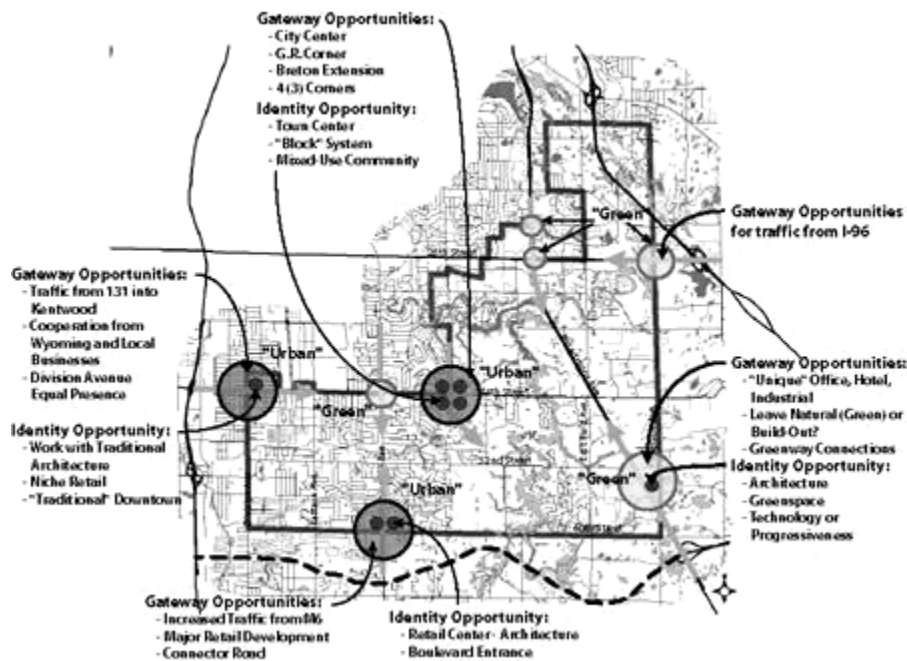 Gateway Opportunities:
- City Center
- G.R. Corner
- Breton Extension
- 4 (3) Corners
Identity Opportunity:
- Town Center
- "Block" System
- Mixed-Use Community
"Green"
Gateway Opportunities
for traffic from I-96
Gateway Opportunities:
- Traffic from 131 into
Kentwood
- Cooperation from
Wyoming and Local
Businesses
- Division Avenue
Equal Presence
Identity Opportunity:
- Work with Traditional
Architecture
- Niche Retail
- "Traditional" Downtown
"Urban"
"Green"
"Urban"
"Urban"
"Green"
Gateway Opportunities:
- "Unique" Office, Hotel,
Industrial
- Leave Natural (Green) or
Build-Out?
- Greenway Connections
Identity Opportunity:
- Architecture
- Greenspace
- Technology or
Progressiveness
Gateway Opportunities:
- Increased Traffic from M6
- Major Retail Development
- Connector Road
Identity Opportunity:
- Retail Center - Architecture
- Boulevard Entrance